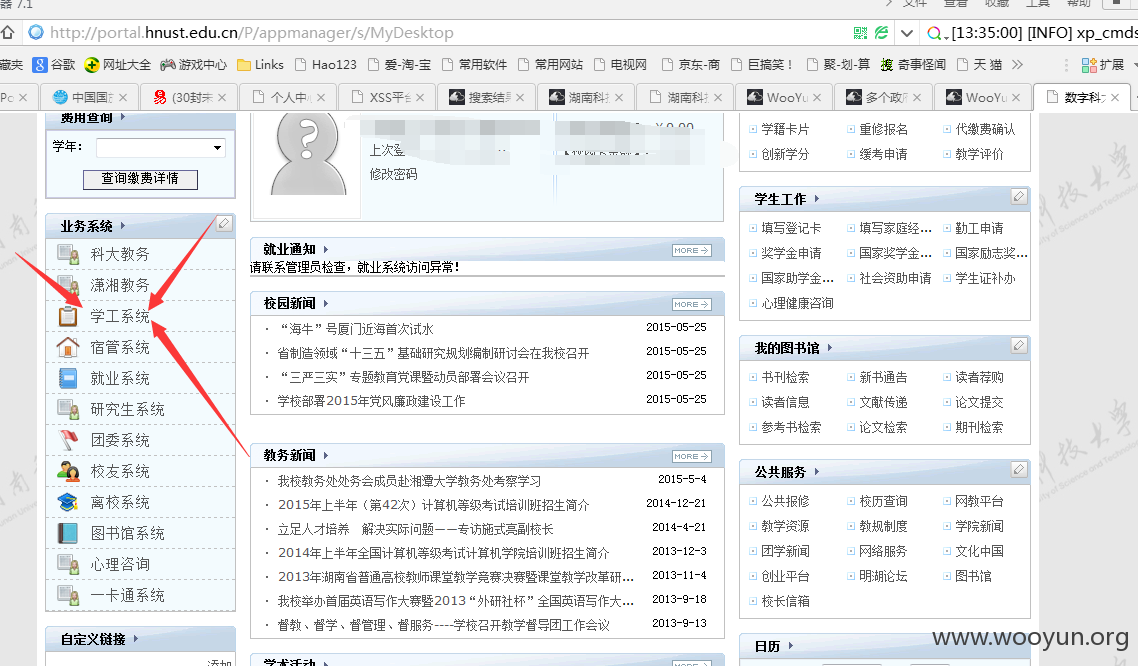 器 7.1
文件 查看 收藏 工具 帮助
http://portal.hnust.edu.cn/P/appmanager/s/MyDesktop
[13:35:00] [INFO] xp_cmds
藏夹 谷歌 网址大全 游戏中心 Links Hao123 爱-淘-宝 常用软件 常用网站 电视网 京东-商 巨搞笑! 聚-划-算 奇事怪闻 天 猫 扩展
Po 中国国 (30封未 个人中 XSS平台 搜索结果 湖南科技 湖南科技 WooYu 多个政府 WooYu 数字科
费用查询
学年:
查询缴费详情
业务系统
科大教务
潇湘教务
学工系统
宿管系统
就业系统
研究生系统
团委系统
校友系统
离校系统
图书馆系统
心理咨询
一卡通系统
自定义链接
添加
上次登
修改密码
就业通知
MORE
请联系管理员检查,就业系统访问异常!
校园新闻
MORE
· “海牛”号厦门近海首次试水 2015-05-25
· 省制造领域“十三五”基础研究规划编制研讨会在我校召开 2015-05-25
· “三严三实”专题教育党课暨动员部署会议召开 2015-05-25
· 学校部署2015年党风廉政建设工作 2015-05-25
教务新闻
MORE
· 我校教务处处务会成员赴湘潭大学教务处考察学习 2015-5-4
· 2015年上半年（第42次）计算机等级考试培训班招生简介 2014-12-21
· 立足人才培养 解决实际问题——专访施式亮副校长 2014-4-21
· 2014年上半年全国计算机等级考试计算机学院培训班招生简介 2013-12-3
· 2013年湖南省普通高校教师课堂教学竞赛决赛暨课堂教学改革研... 2013-11-4
· 我校举办首届英语写作大赛暨2013“外研社杯”全国英语写作大... 2013-9-18
· 督教、督学、督管理、督服务----学校召开教学督导团工作会议 2013-9-13
学术活动
MORE
学籍卡片 重修报名 代缴费确认
创新学分 缓考申请 教学评价
学生工作
填写登记卡 填写家庭经... 勤工申请
奖学金申请 国家奖学金... 国家励志奖...
国家助学金... 社会资助申请 学生证补办
心理健康咨询
我的图书馆
书刊检索 新书通告 读者荐购
读者信息 文献传递 论文提交
参考书检索 论文检索 期刊检索
公共服务
公共报修 校历查询 网教平台
教学资源 教规制度 学院新闻
团学新闻 网络服务 文化中国
创业平台 明湖论坛 图书馆
校长信箱
日历
www.wooyun.org